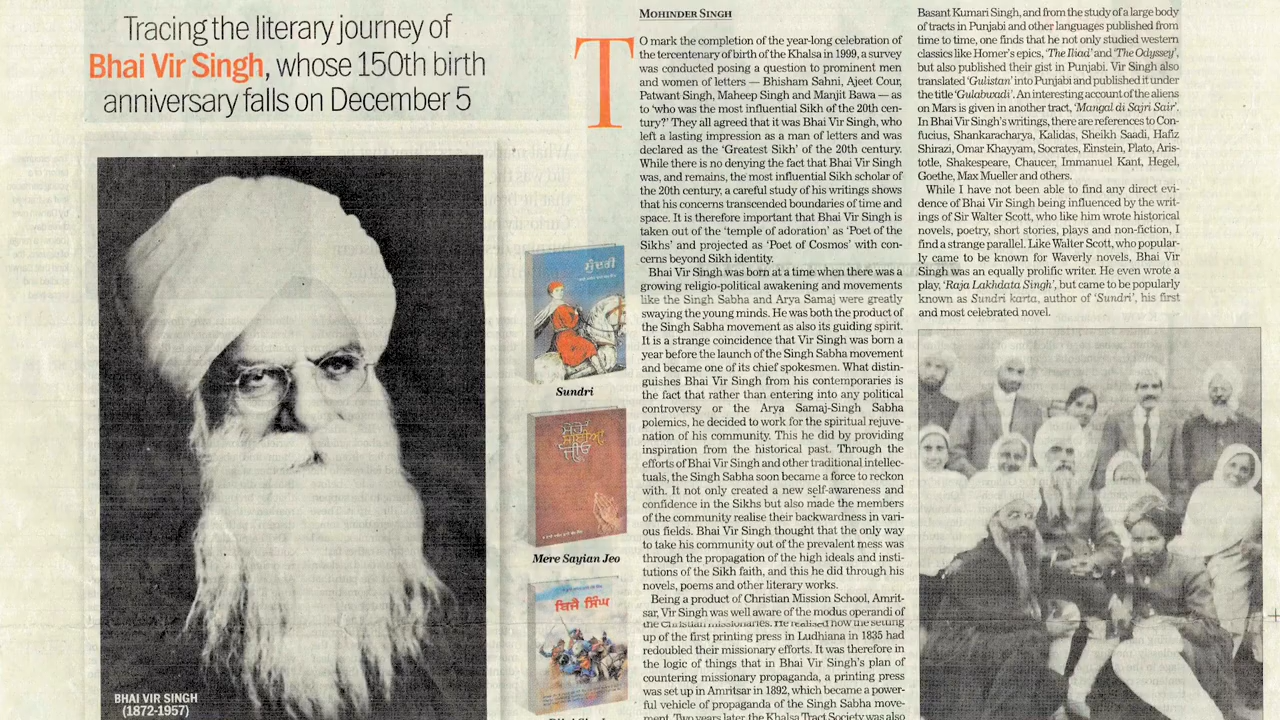 Tracing the literary journey of
Bhai Vir Singh, whose 150th birth
anniversary falls on December 5
BHAI VIR SINGH
(1872-1957)
ਸੁੰਦਰੀ
Sundri
ਮੇਰੇ
ਸਾਂਈਆਂ
ਜੀਓ
Mere Sayian Jeo
ਬਿਜੈ ਸਿੰਘ
MOHINDER SINGH
TO mark the completion of the year-long celebration of
the tercentenary of birth of the Khalsa in 1999, a survey
was conducted posing a question to prominent men
and women of letters — Bhisham Sahni, Ajeet Cour,
Patwant Singh, Maheep Singh and Manjit Bawa — as
to ‘who was the most influential Sikh of the 20th cen-
tury?’ They all agreed that it was Bhai Vir Singh, who
left a lasting impression as a man of letters and was
declared as the ‘Greatest Sikh’ of the 20th century.
While there is no denying the fact that Bhai Vir Singh
was, and remains, the most influential Sikh scholar of
the 20th century, a careful study of his writings shows
that his concerns transcended boundaries of time and
space. It is therefore important that Bhai Vir Singh is
taken out of the ‘temple of adoration’ as ‘Poet of the
Sikhs’ and projected as ‘Poet of Cosmos’ with con-
cerns beyond Sikh identity.
Bhai Vir Singh was born at a time when there was a
growing religio-political awakening and movements
like the Singh Sabha and Arya Samaj were greatly
swaying the young minds. He was both the product of
the Singh Sabha movement as also its guiding spirit.
It is a strange coincidence that Vir Singh was born a
year before the launch of the Singh Sabha movement
and became one of its chief spokesmen. What distin-
guishes Bhai Vir Singh from his contemporaries is
the fact that rather than entering into any political
controversy or the Arya Samaj-Singh Sabha
polemics, he decided to work for the spiritual rejuve-
nation of his community. This he did by providing
inspiration from the historical past. Through the
efforts of Bhai Vir Singh and other traditional intellec-
tuals, the Singh Sabha soon became a force to reckon
with. It not only created a new self-awareness and
confidence in the Sikhs but also made the members
of the community realise their backwardness in vari-
ous fields. Bhai Vir Singh thought that the only way
to take his community out of the prevalent mess was
through the propagation of the high ideals and insti-
tutions of the Sikh faith, and this he did through his
novels, poems and other literary works.
Being a product of Christian Mission School, Amrit-
sar, Vir Singh was well aware of the modus operandi of
the Christian missionaries. He realised how the setting
up of the first printing press in Ludhiana in 1835 had
redoubled their missionary efforts. It was therefore in
the logic of things that in Bhai Vir Singh’s plan of
countering missionary propaganda, a printing press
was set up in Amritsar in 1892, which became a power-
ful vehicle of propaganda of the Singh Sabha move-
ment. Two years later the Khalsa Tract Society was also
Basant Kumari Singh, and from the study of a large body
of tracts in Punjabi and other languages published from
time to time, one finds that he not only studied western
classics like Homer’s epics, ‘The Iliad’ and ‘The Odyssey’,
but also published their gist in Punjabi. Vir Singh also
translated ‘Gulistan’ into Punjabi and published it under
the title ‘Gulabwadi’. An interesting account of the aliens
on Mars is given in another tract, ‘Mangal di Sajri Sair’.
In Bhai Vir Singh’s writings, there are references to Con-
fucius, Shankaracharya, Kalidas, Sheikh Saadi, Hafiz
Shirazi, Omar Khayyam, Socrates, Einstein, Plato, Aris-
totle, Shakespeare, Chaucer, Immanuel Kant, Hegel,
Goethe, Max Mueller and others.
While I have not been able to find any direct evi-
dence of Bhai Vir Singh being influenced by the writ-
ings of Sir Walter Scott, who like him wrote historical
novels, poetry, short stories, plays and non-fiction, I
find a strange parallel. Like Walter Scott, who popular-
ly came to be known for Waverly novels, Bhai Vir
Singh was an equally prolific writer. He even wrote a
play, ‘Raja Lakhdata Singh’, but came to be popularly
known as Sundri karta, author of ‘Sundri’, his first
and most celebrated novel.